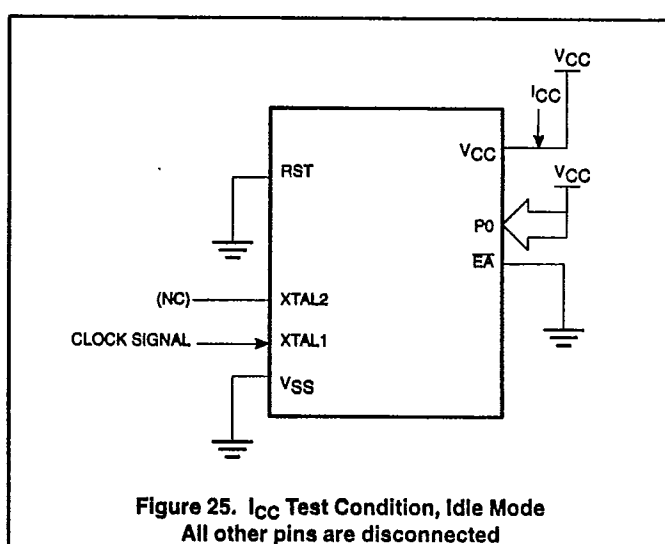 VCC
ICC
VCC
RST
VCC
P0
EA
(NC)
XTAL2
CLOCK SIGNAL
XTAL1
VSS
Figure 25. ICC Test Condition, Idle Mode
All other pins are disconnected